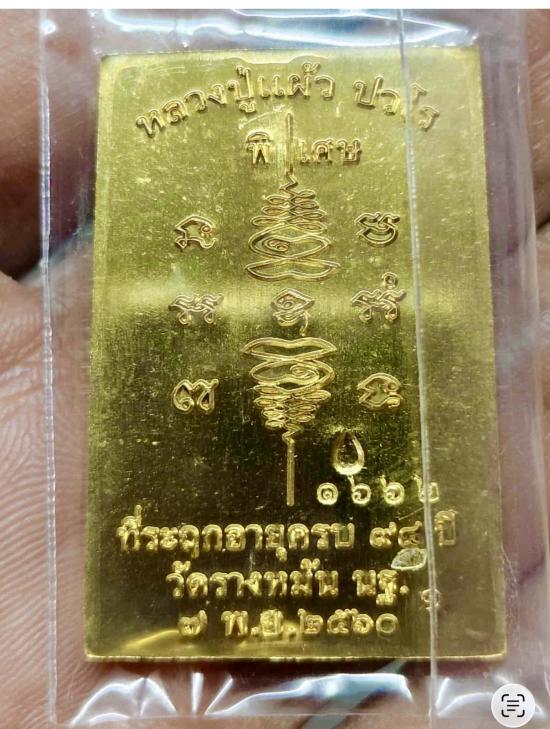 หลวงปู่แผ้ว ปวโร
พิ เศษ
๑๖๖๒
ที่ระฦกอายุครบ ๙๔ ปี
วัดรางหมัน นฐ.
๗ พ.ย.๒๕๖๐